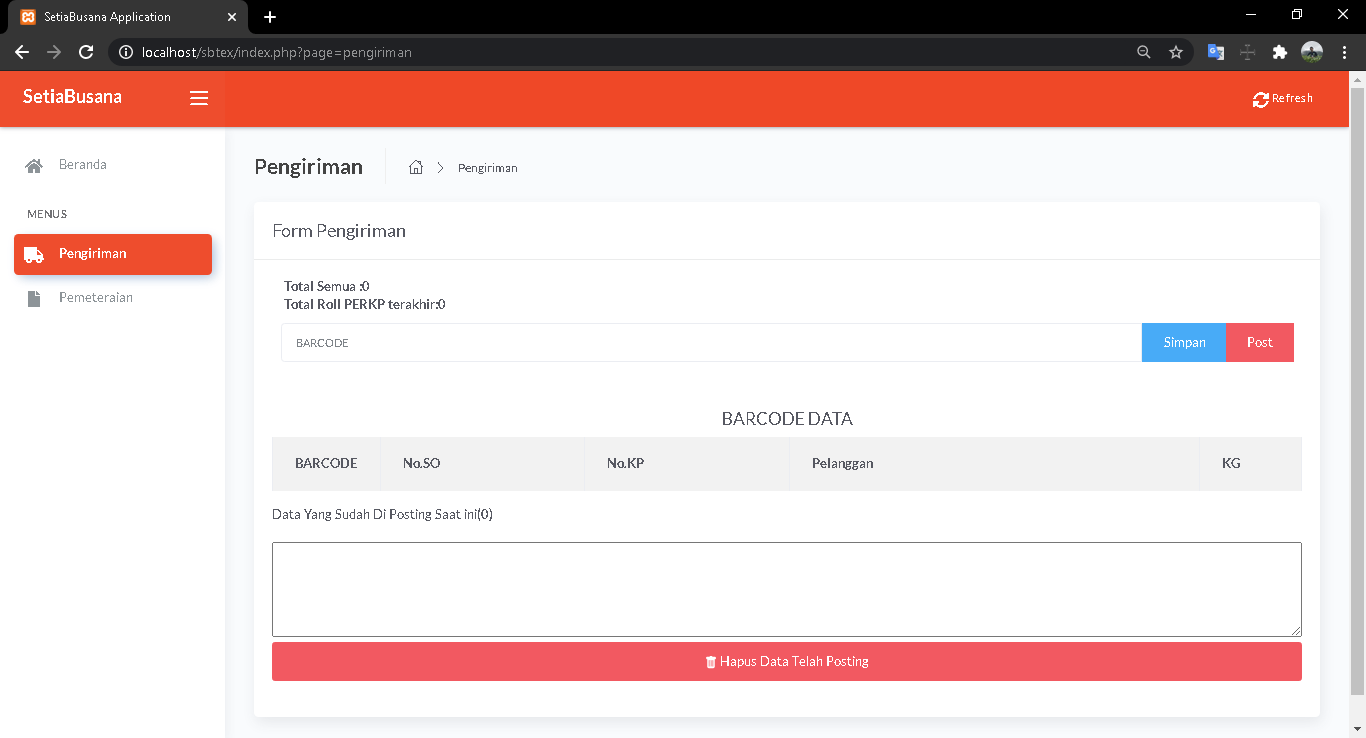 SetiaBusana Application
localhost/sbtex/index.php?page=pengiriman
SetiaBusana
Refresh
Beranda
MENUS
Pengiriman
Pemeteraian
Pengiriman
Pengiriman
Form Pengiriman
Total Semua :0
Total Roll PERKP terakhir:0
BARCODE
Simpan
Post
BARCODE DATA
BARCODE No.SO No.KP Pelanggan KG
Data Yang Sudah Di Posting Saat ini(0)
Hapus Data Telah Posting